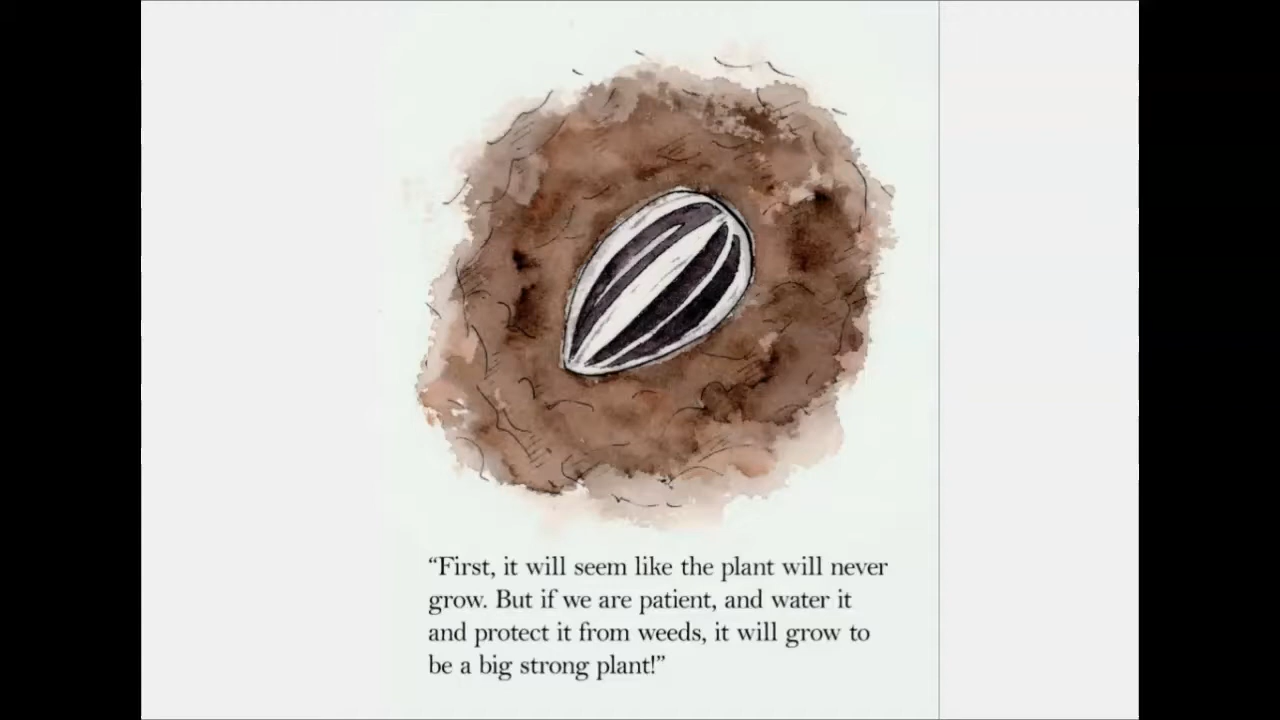 “First, it will seem like the plant will never
grow. But if we are patient, and water it
and protect it from weeds, it will grow to
be a big strong plant!”